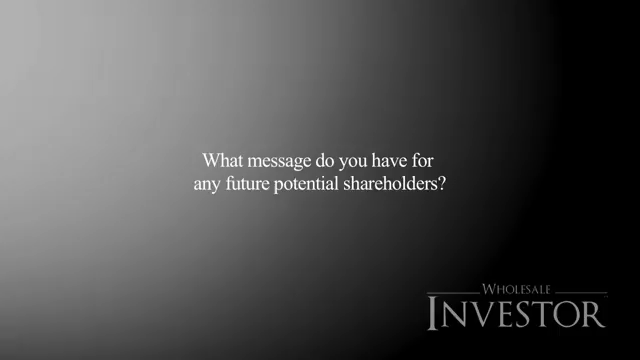 What message do you have for
any future potential shareholders?
WHOLESALE
INVESTOR